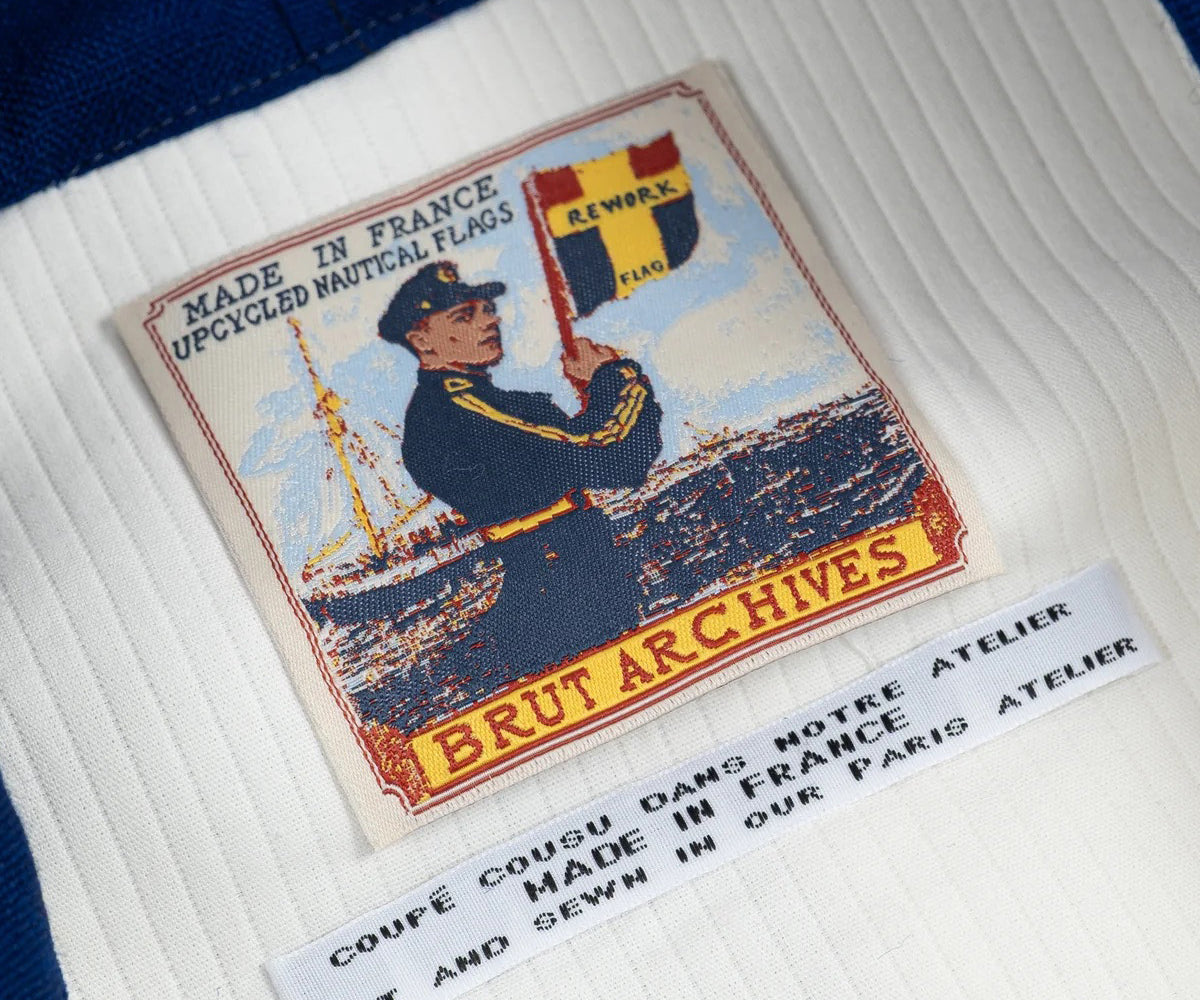 MADE IN FRANCE
UPCYCLED NAUTICAL FLAGS
REWORK
FLAG
BRUT ARCHIVES
COUPÉ COUSU DANS NOTRE ATELIER
MADE IN FRANCE
AND SEWN IN OUR PARIS ATELIER